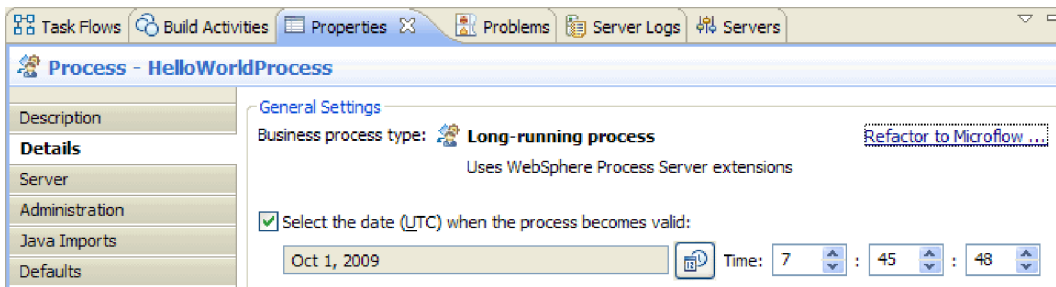 Task Flows Build Activities Properties Problems Server Logs Servers
Process - HelloWorldProcess
Description
Details
Server
Administration
Java Imports
Defaults
General Settings
Business process type: Long-running process Refactor to Microflow ...
Uses WebSphere Process Server extensions
Select the date (UTC) when the process becomes valid:
Oct 1, 2009 Time: 7 : 45 : 48